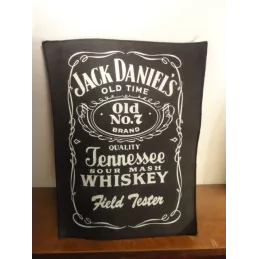 JACK DANIEL'S
OLD TIME
Old
No.7
BRAND
QUALITY
Tennessee
SOUR MASH
WHISKEY
Field Tester